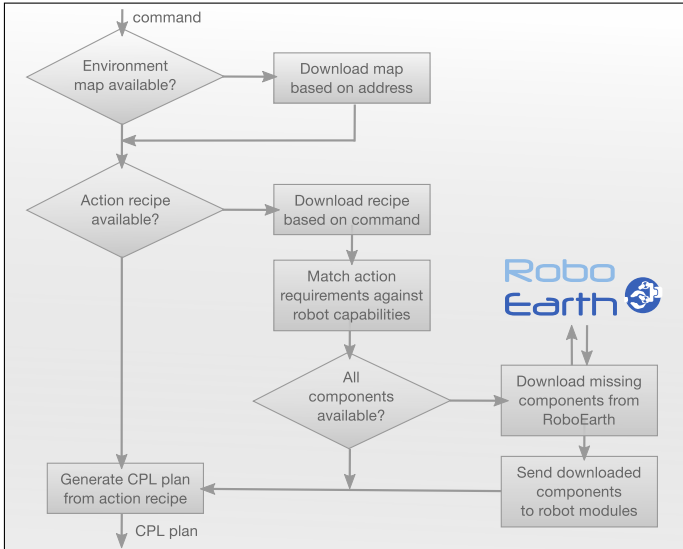 command
Environment
map available?
Download map
based on address
Action recipe
available?
Download recipe
based on command
Match action
requirements against
robot capabilities
Robo
Earth
All
components
available?
Download missing
components from
RoboEarth
Generate CPL plan
from action recipe
Send downloaded
components
to robot modules
CPL plan